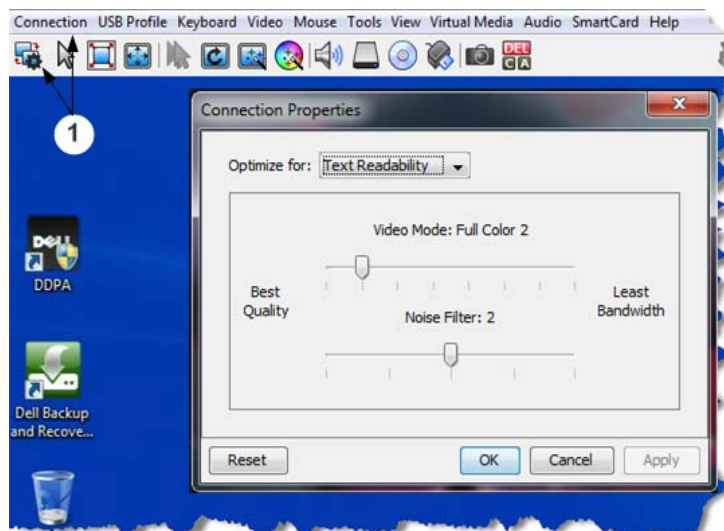 Connection USB Profile Keyboard Video Mouse Tools View Virtual Media Audio SmartCard Help
DEL
C A
1
Connection Properties
Optimize for: Text Readability
Video Mode: Full Color 2
Best
Quality
Least
Bandwidth
Noise Filter: 2
Reset OK Cancel Apply
DELL
DDPA
Dell Backup
and Recove...